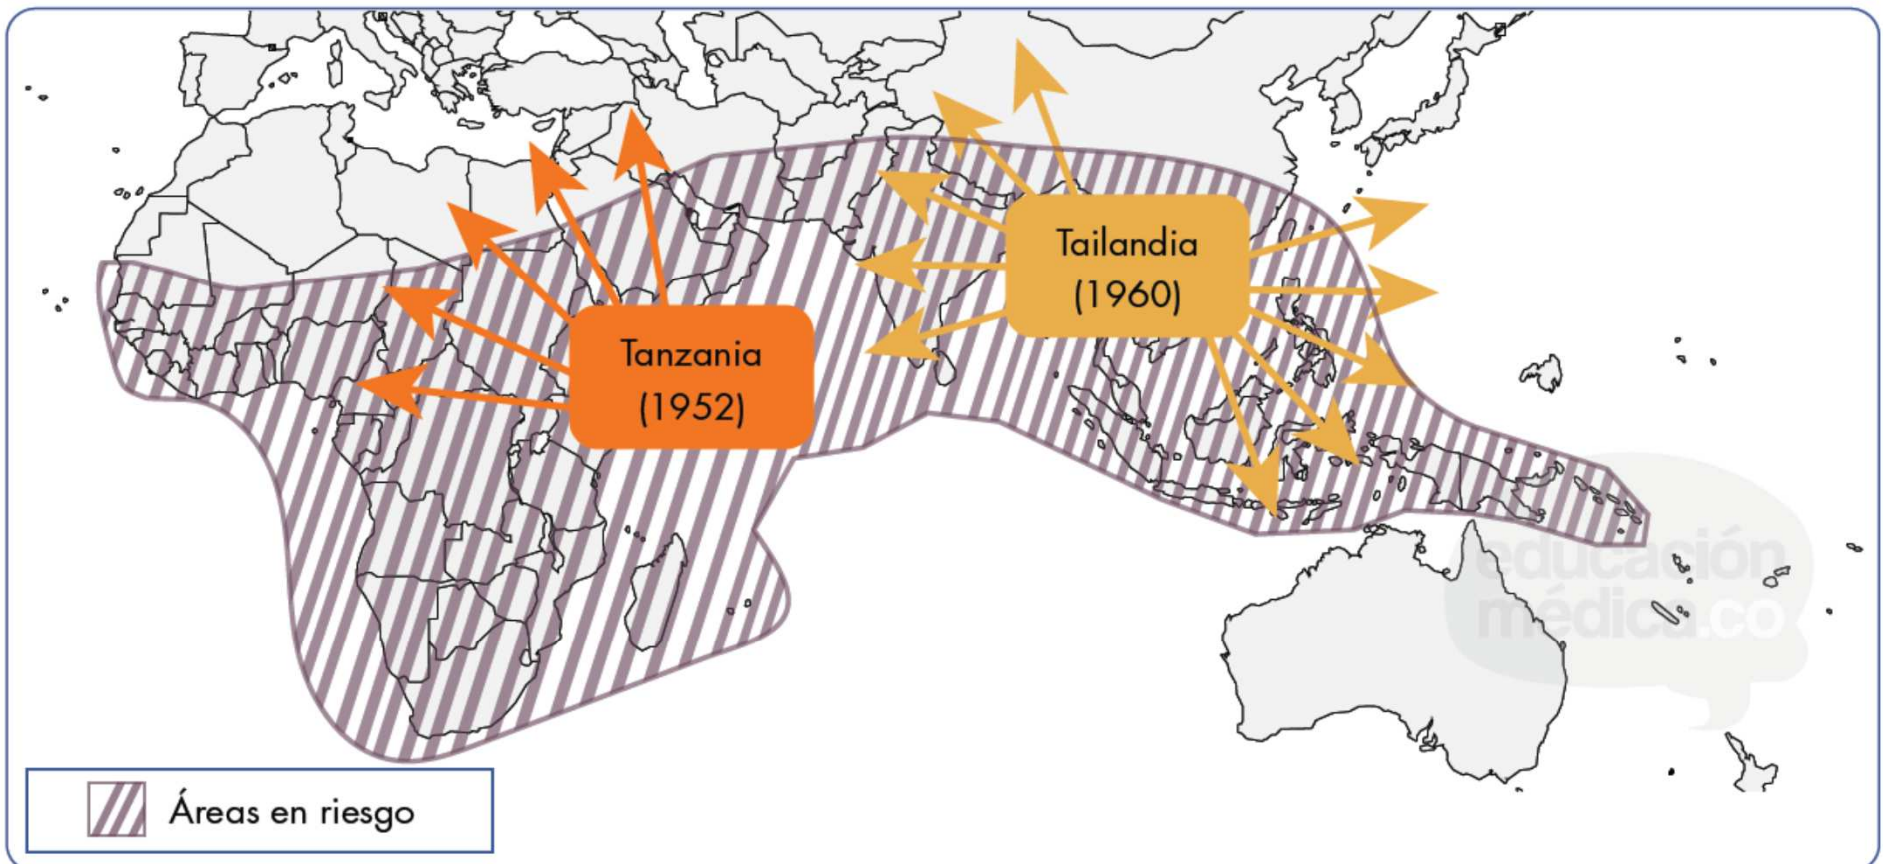 Tailandia
(1960)
Tanzania
(1952)
educación
médica.co
Áreas en riesgo